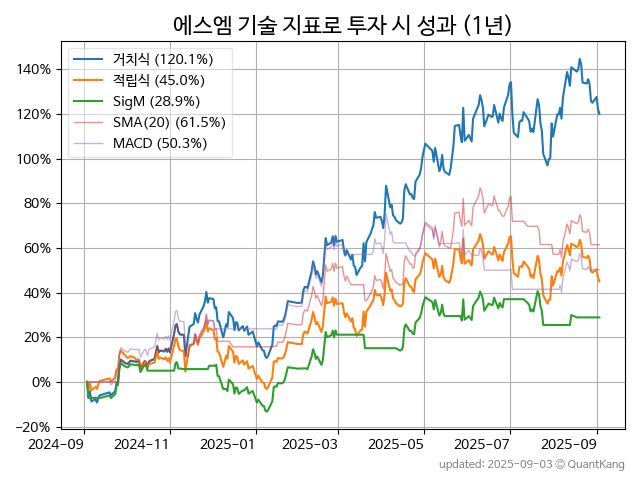 에스엠 기술 지표로 투자 시 성과 (1년)
거치식 (120.1%)
적립식 (45.0%)
SigM (28.9%)
SMA(20) (61.5%)
MACD (50.3%)
140%
120%
100%
80%
60%
40%
20%
0%
−20%
2024-09 2024-11 2025-01 2025-03 2025-05 2025-07 2025-09
updated: 2025-09-03 © QuantKang